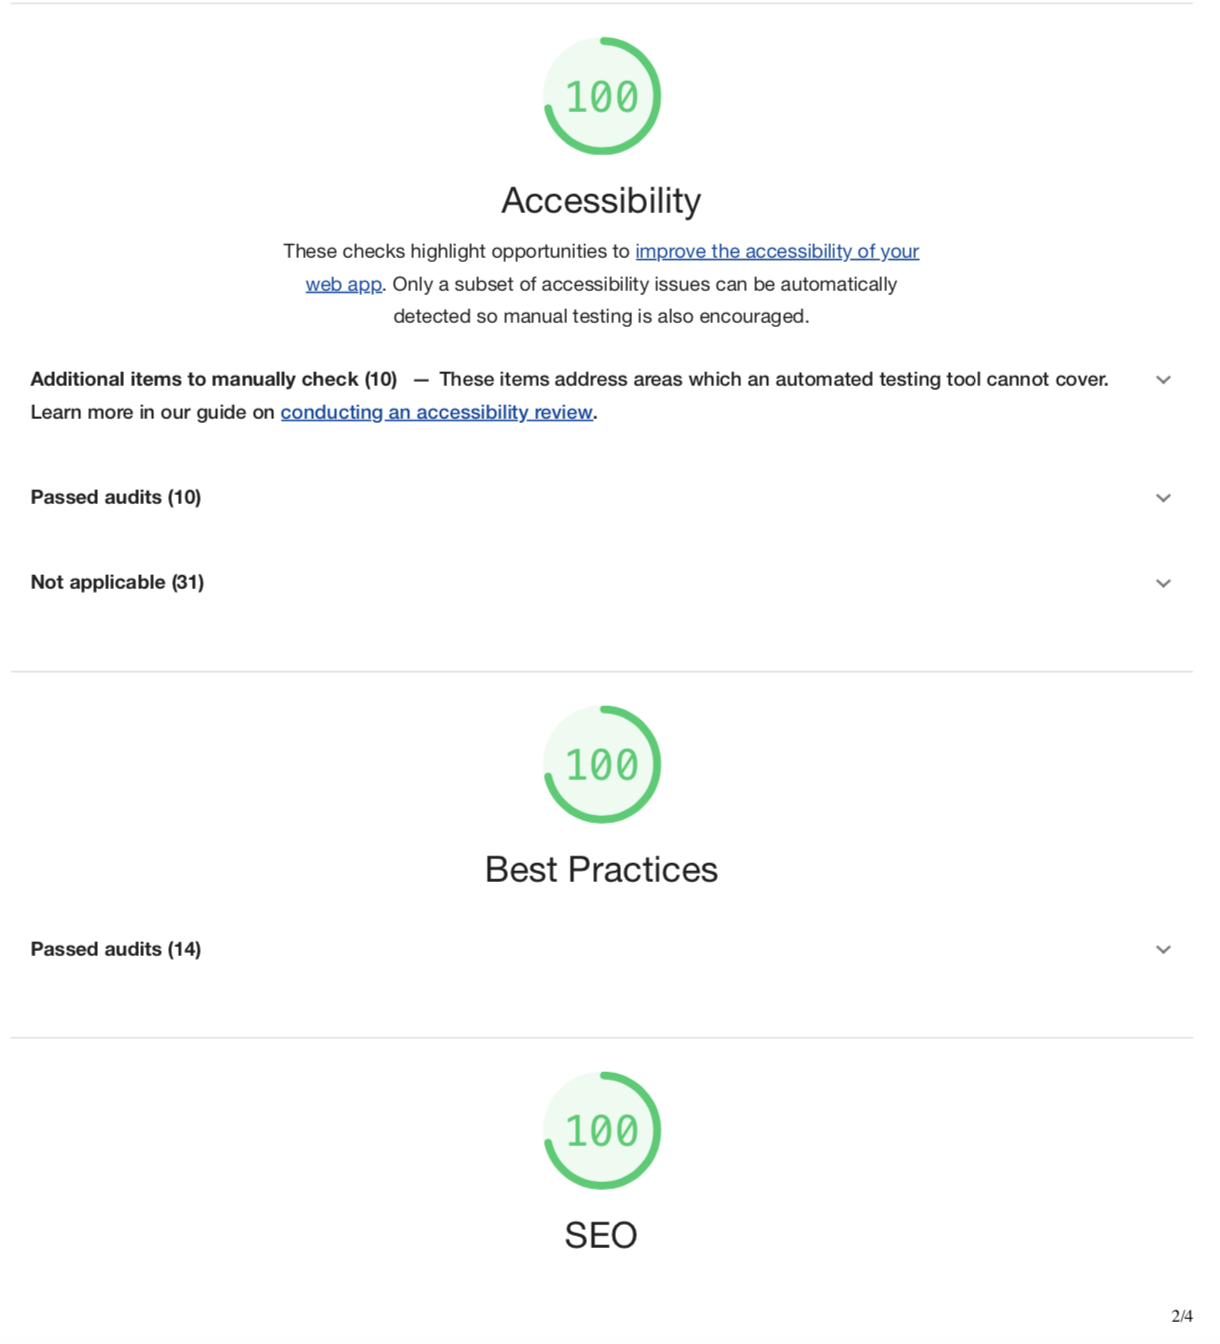 100
Accessibility
These checks highlight opportunities to improve the accessibility of your
web app. Only a subset of accessibility issues can be automatically
detected so manual testing is also encouraged.
Additional items to manually check (10) — These items address areas which an automated testing tool cannot cover.
Learn more in our guide on conducting an accessibility review.
Passed audits (10)
Not applicable (31)
100
Best Practices
Passed audits (14)
100
SEO
2/4